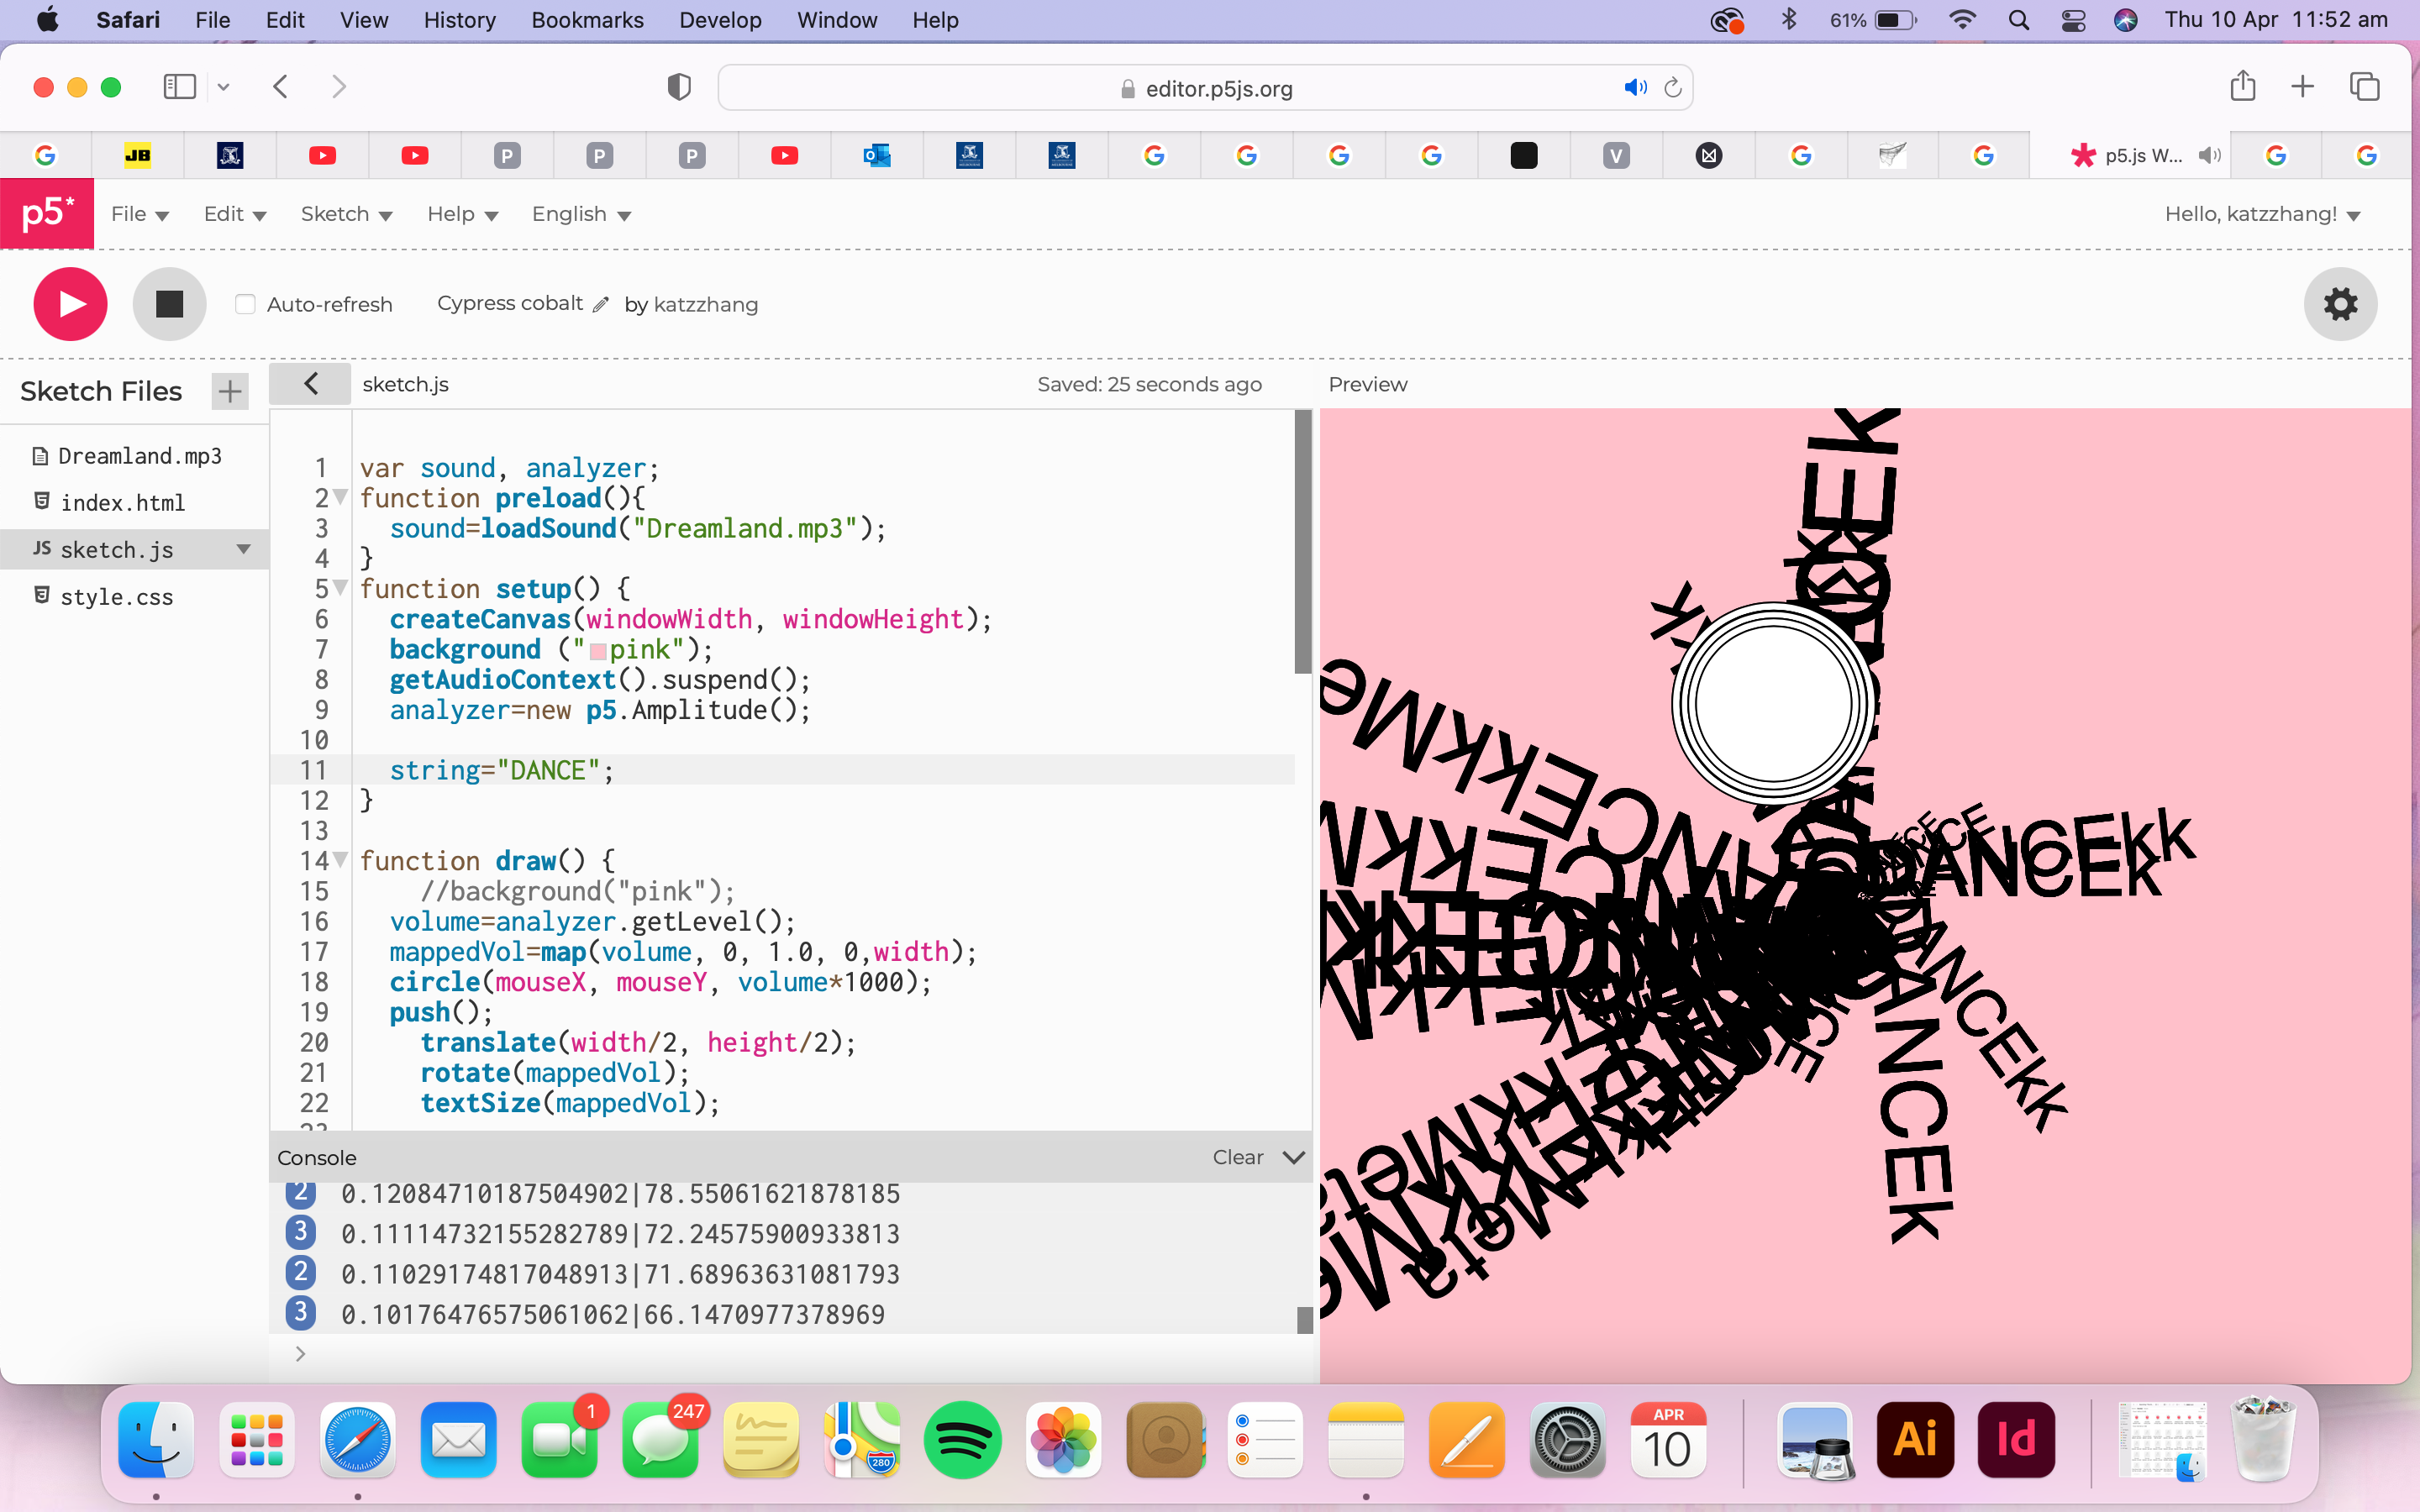 Safari File Edit View History Bookmarks Develop Window Help 61% Thu 10 Apr 11:52 am
editor.p5js.org
JB P P P V p5.js W...
p5* File Edit Sketch Help English Hello, katzzhang!
Auto-refresh Cypress cobalt by katzzhang
Sketch Files
sketch.js Saved: 25 seconds ago Preview
Dreamland.mp3
index.html
JS sketch.js
style.css
1 var sound, analyzer;
2 function preload(){
3 sound=loadSound("Dreamland.mp3");
4 }
5 function setup() {
6 createCanvas(windowWidth, windowHeight);
7 background ("pink");
8 getAudioContext().suspend();
9 analyzer=new p5.Amplitude();
10
11 string="DANCE";
12 }
13
14 function draw() {
15 //background("pink");
16 volume=analyzer.getLevel();
17 mappedVol=map(volume, 0, 1.0, 0,width);
18 circle(mouseX, mouseY, volume*1000);
19 push();
20 translate(width/2, height/2);
21 rotate(mappedVol);
22 textSize(mappedVol);
Console Clear
2 0.12084710187504902|78.55061621878185
3 0.11114732155282789|72.24575900933813
2 0.11029174817048913|71.68963631081793
3 0.10176476575061062|66.1470977378969
>
DANCEkk
DANCEk
DANCEkk
DANCEk
1 247 280 APR 10 Ai Id